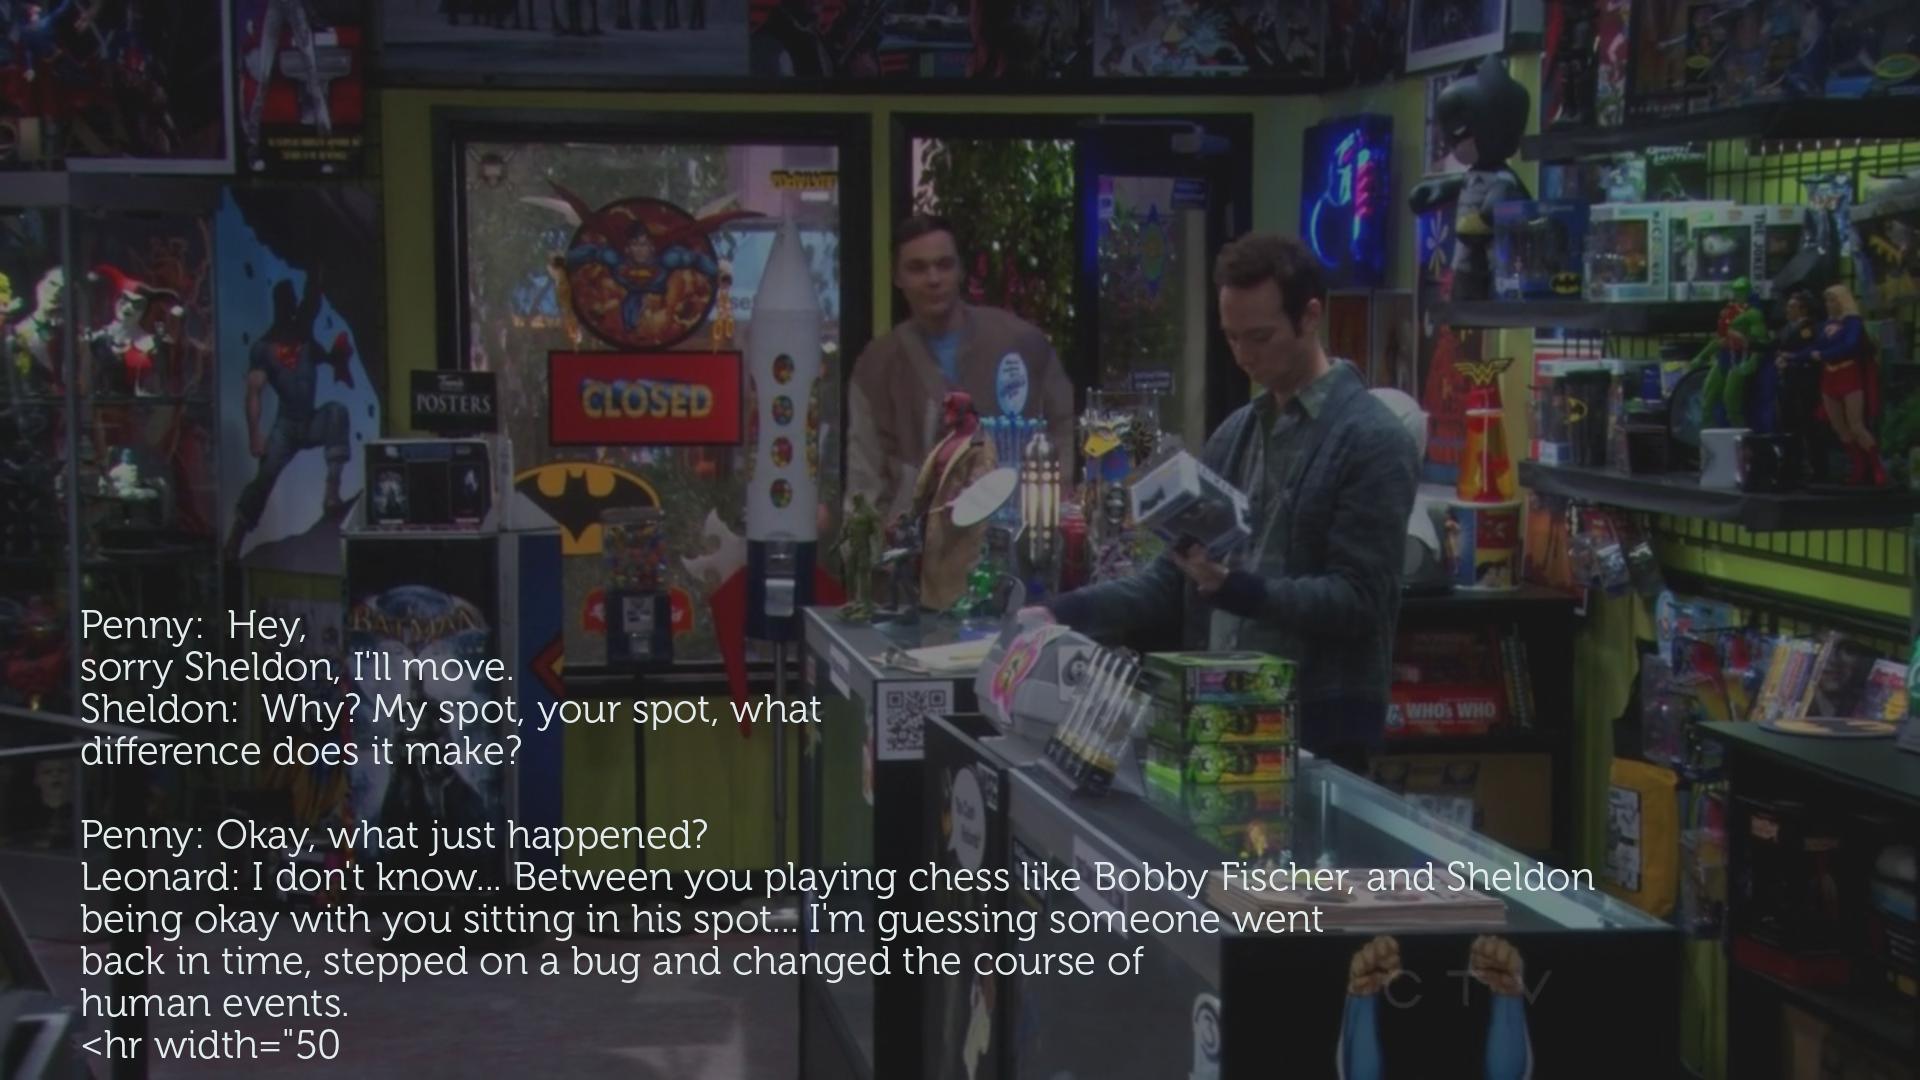 CLOSED
POSTERS
BATMAN
WHO'S WHO
Penny:  Hey,
sorry Sheldon, I'll move.
Sheldon:  Why? My spot, your spot, what
difference does it make?
Penny: Okay, what just happened?
Leonard: I don't know... Between you playing chess like Bobby Fischer, and Sheldon
being okay with you sitting in his spot... I'm guessing someone went
back in time, stepped on a bug and changed the course of
human events.
<hr width="50
CTV